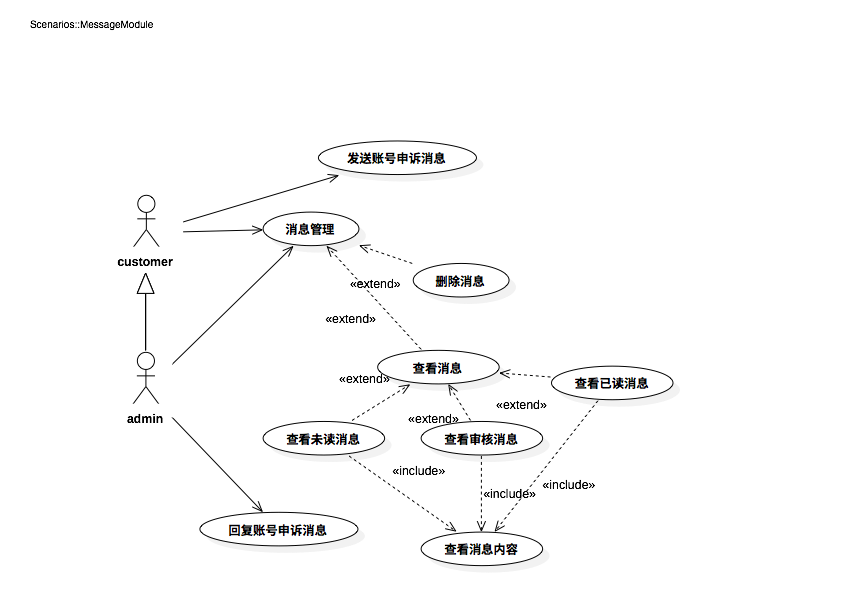 Scenarios::MessageModule
发送账号申诉消息
消息管理
customer
删除消息
«extend»
«extend»
查看消息
«extend»
查看已读消息
«extend»
admin
«extend»
查看未读消息
查看审核消息
«include»
«include»
«include»
回复账号申诉消息
查看消息内容